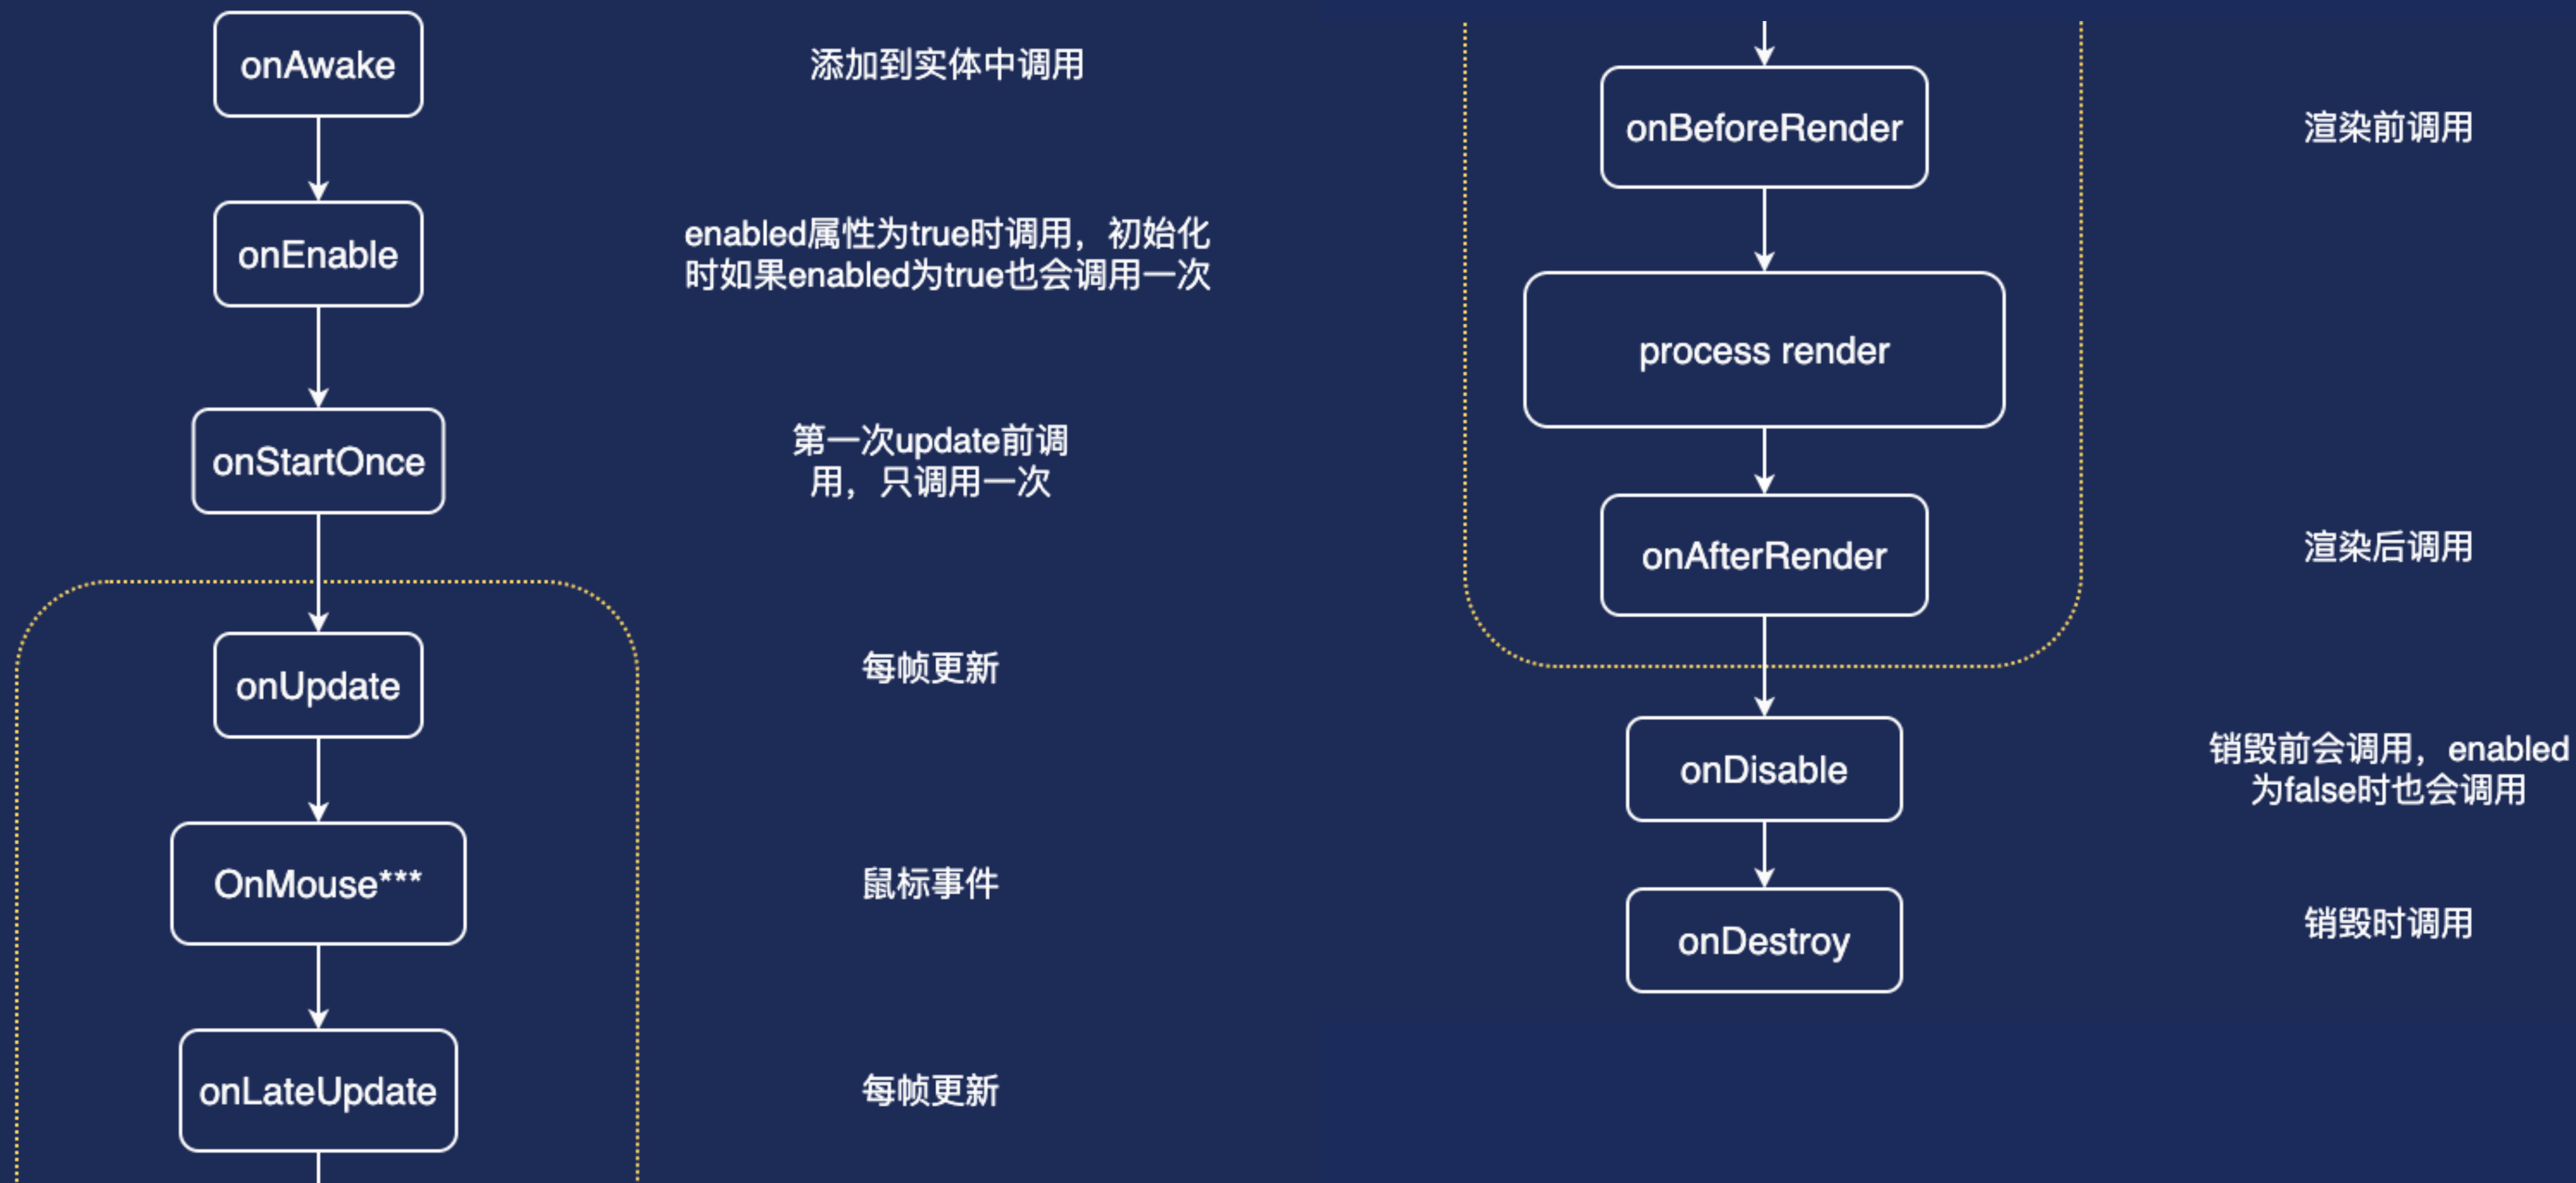 onAwake
添加到实体中调用
onEnable
enabled属性为true时调用，初始化
时如果enabled为true也会调用一次
onStartOnce
第一次update前调
用，只调用一次
onUpdate
每帧更新
OnMouse***
鼠标事件
onLateUpdate
每帧更新
onBeforeRender
渲染前调用
process render
onAfterRender
渲染后调用
onDisable
销毁前会调用，enabled
为false时也会调用
onDestroy
销毁时调用